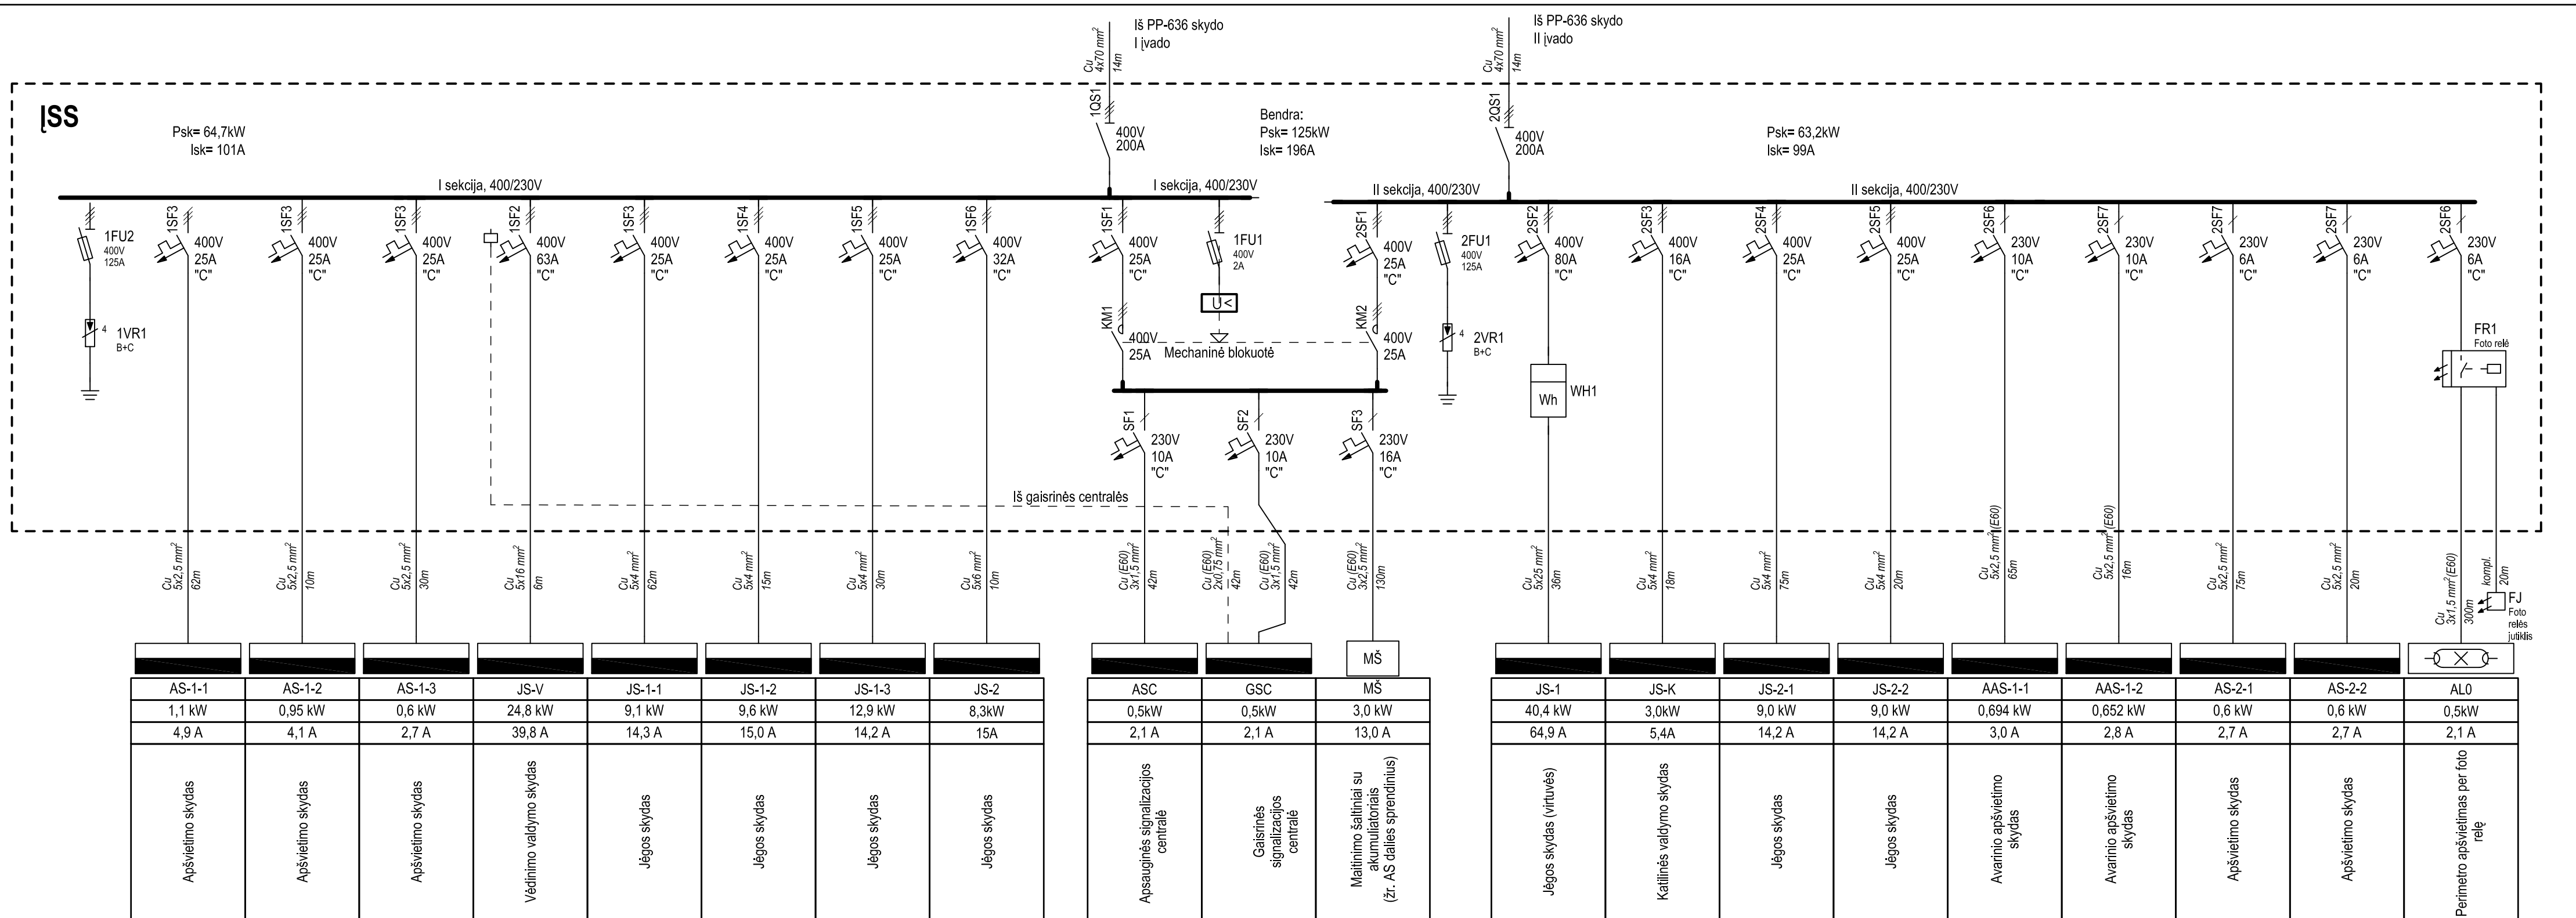 Iš PP-636 skydo
I įvado
Cu
4x70 mm²
14m
Iš PP-636 skydo
II įvado
Cu
4x70 mm²
14m
ĮSS
Psk= 64,7kW
Isk= 101A
1QS1
400V
200A
Bendra:
Psk= 125kW
Isk= 196A
2QS1
400V
200A
Psk= 63,2kW
Isk= 99A
I sekcija, 400/230V
I sekcija, 400/230V
II sekcija, 400/230V
II sekcija, 400/230V
1FU2
400V
125A
4
1VR1
B+C
1SF3
400V
25A
"C"
1SF3
400V
25A
"C"
1SF3
400V
25A
"C"
1SF2
400V
63A
"C"
1SF3
400V
25A
"C"
1SF4
400V
25A
"C"
1SF5
400V
25A
"C"
1SF6
400V
32A
"C"
1SF1
400V
25A
"C"
1FU1
400V
2A
U<
2SF1
400V
25A
"C"
2FU1
400V
125A
4
2VR1
B+C
KM1
400V
25A
Mechaninė blokuotė
KM2
400V
25A
2SF2
400V
80A
"C"
Wh
WH1
2SF3
400V
16A
"C"
2SF4
400V
25A
"C"
2SF5
400V
25A
"C"
2SF6
230V
10A
"C"
2SF7
230V
10A
"C"
2SF7
230V
6A
"C"
2SF7
230V
6A
"C"
2SF6
230V
6A
"C"
FR1
Foto relė
SF1
230V
10A
"C"
SF2
230V
10A
"C"
SF3
230V
16A
"C"
Iš gaisrinės centralės
Cu
5x2,5 mm²
62m
Cu
5x2,5 mm²
10m
Cu
5x2,5 mm²
30m
Cu
5x16 mm²
6m
Cu
5x4 mm²
62m
Cu
5x4 mm²
15m
Cu
5x4 mm²
30m
Cu
5x6 mm²
10m
Cu (E60)
3x1,5 mm²
42m
Cu (E60)
2x0,75 mm²
42m
Cu (E60)
3x1,5 mm²
42m
Cu (E60)
3x2,5 mm²
130m
Cu
5x25 mm²
36m
Cu
5x4 mm²
18m
Cu
5x4 mm²
75m
Cu
5x4 mm²
20m
Cu
5x2,5 mm²(E60)
65m
Cu
5x2,5 mm²(E60)
16m
Cu
5x2,5 mm²
75m
Cu
5x2,5 mm²
20m
Cu
3x1,5 mm²(E60)
300m
kompl.
20m
FJ
Foto
relės
jutiklis
MŠ
AS-1-1
1,1 kW
4,9 A
Apšvietimo skydas
AS-1-2
0,95 kW
4,1 A
Apšvietimo skydas
AS-1-3
0,6 kW
2,7 A
Apšvietimo skydas
JS-V
24,8 kW
39,8 A
Vėdinimo valdymo skydas
JS-1-1
9,1 kW
14,3 A
Jėgos skydas
JS-1-2
9,6 kW
15,0 A
Jėgos skydas
JS-1-3
12,9 kW
14,2 A
Jėgos skydas
JS-2
8,3kW
15A
Jėgos skydas
ASC
0,5kW
2,1 A
Apsauginės signalizacijos
centralė
GSC
0,5kW
2,1 A
Gaisrinės
signalizacijos
centralė
MŠ
3,0 kW
13,0 A
Maitinimo šaltiniai su
akumuliatoriais
(žr. AS dalies sprendinius)
JS-1
40,4 kW
64,9 A
Jėgos skydas (virtuvės)
JS-K
3,0kW
5,4A
Katilinės valdymo skydas
JS-2-1
9,0 kW
14,2 A
Jėgos skydas
JS-2-2
9,0 kW
14,2 A
Jėgos skydas
AAS-1-1
0,694 kW
3,0 A
Avarinio apšvietimo
skydas
AAS-1-2
0,652 kW
2,8 A
Avarinio apšvietimo
skydas
AS-2-1
0,6 kW
2,7 A
Apšvietimo skydas
AS-2-2
0,6 kW
2,7 A
Apšvietimo skydas
AL0
0,5kW
2,1 A
Perimetro apšvietimas per foto
relę